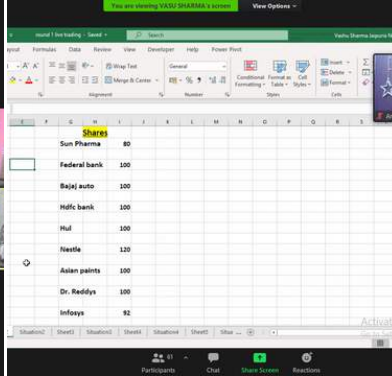 You are viewing VASU SHARMA's screen View Options
round 1 live trading - Saved Search
Formulas Data Review View Developer Help Power Pivot
Wrap Text General Insert
Merge & Center Conditional Format as Cell Delete
Formatting Table Styles Format
Alignment Number Styles Cells
F G H I J K L M N O P Q R S
Shares
Sun Pharma 80
Federal bank 100
Bajaj auto 100
Hdfc bank 100
Hul 100
Nestle 120
Asian paints 100
Dr. Reddys 100
Infosys 92
Situation2 Sheet1 Situation3 Sheet4 Situation4 Sheet5 Situa ...
61
Participants Chat Share Screen Reactions